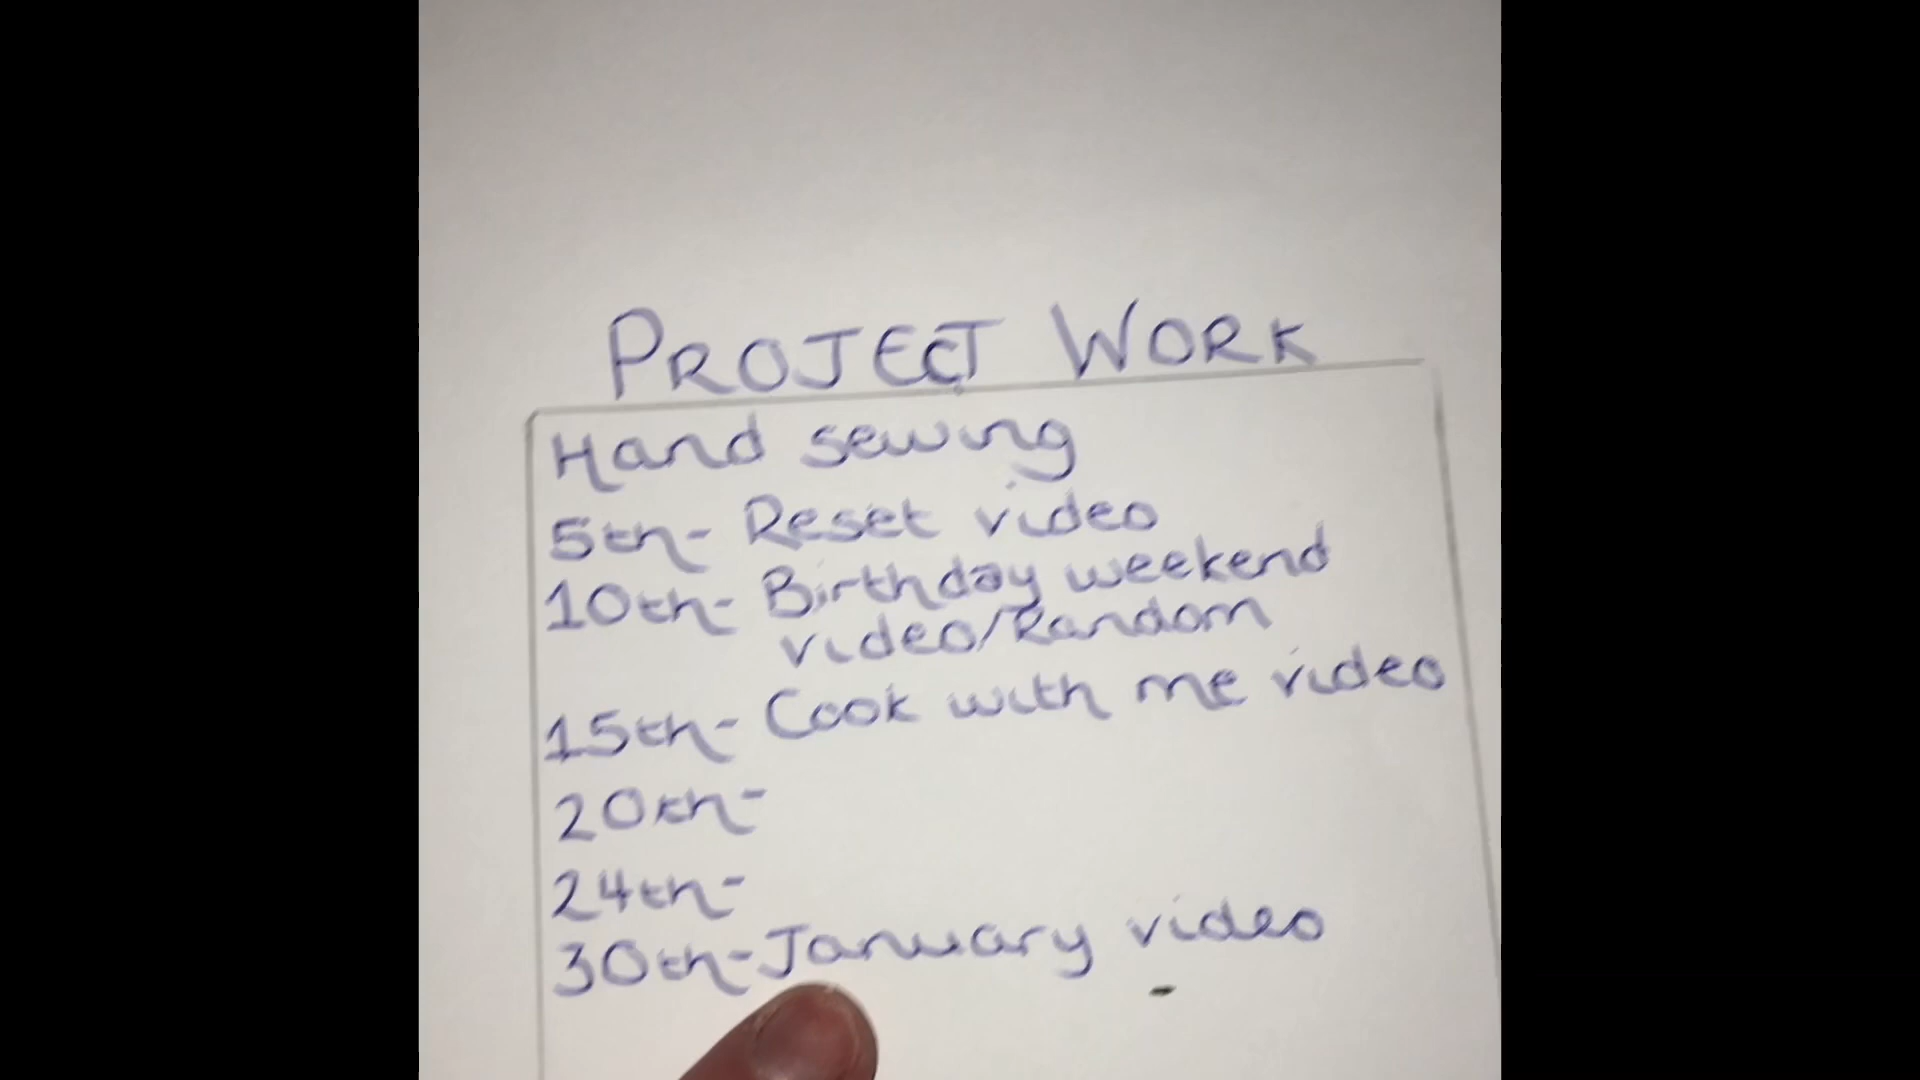 PROJECT WORK
Hand sewing
5th- Reset video
10th- Birthday weekend
video/Random
15th- Cook with me video
20th-
24th-
30th- January video